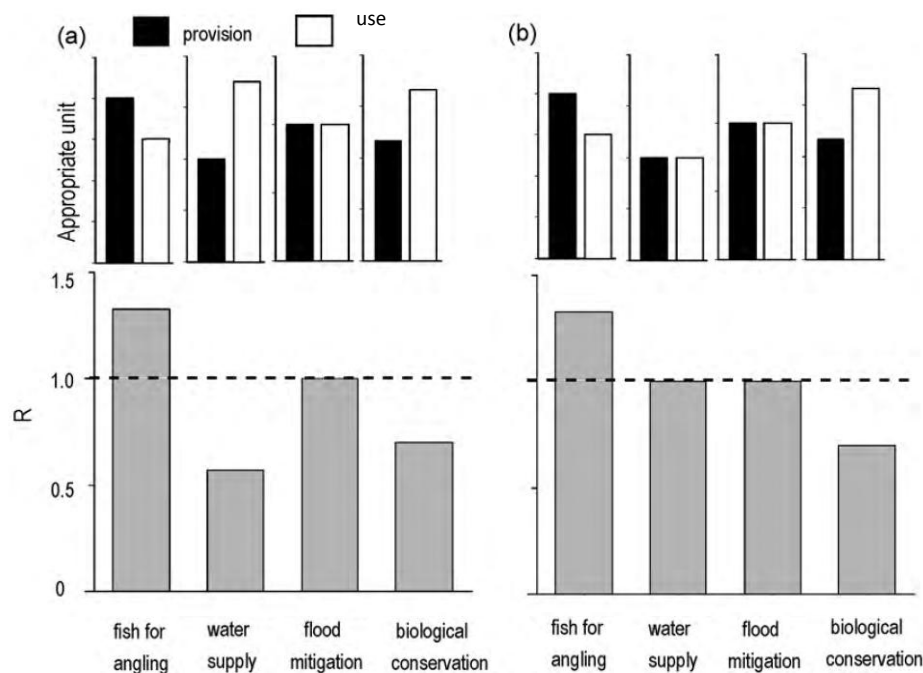 (a) provision use
(b)
Appropriate unit
R
1.5
1.0
0.5
0
fish for
angling
water
supply
flood
mitigation
biological
conservation
fish for
angling
water
supply
flood
mitigation
biological
conservation